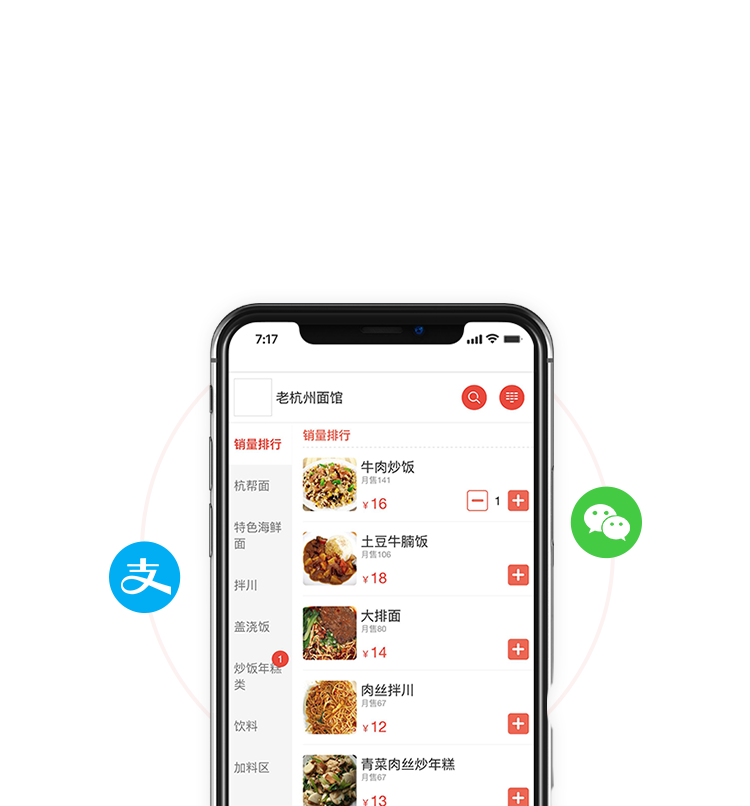 7:17
老杭州面馆
销量排行
杭帮面
特色海鲜
面
拌川
盖浇饭
炒饭年糕
类
1
饮料
加料区
销量排行
牛肉炒饭
月售141
¥16
1
土豆牛腩饭
月售106
¥18
大排面
月售80
¥14
肉丝拌川
月售67
¥12
青菜肉丝炒年糕
月售67
¥13
支